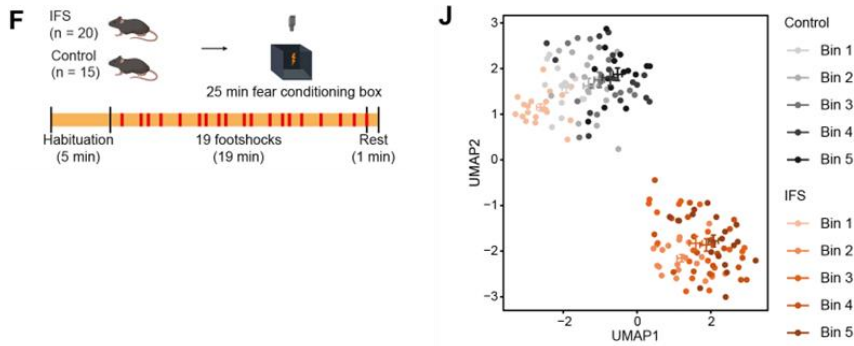 F
IFS
(n = 20)
Control
(n = 15)
25 min fear conditioning box
Habituation
(5 min)
19 footshocks
(19 min)
Rest
(1 min)
J
3
2
1
0
−1
−2
−3
UMAP2
−2
0
2
UMAP1
Control
Bin 1
Bin 2
Bin 3
Bin 4
Bin 5
IFS
Bin 1
Bin 2
Bin 3
Bin 4
Bin 5